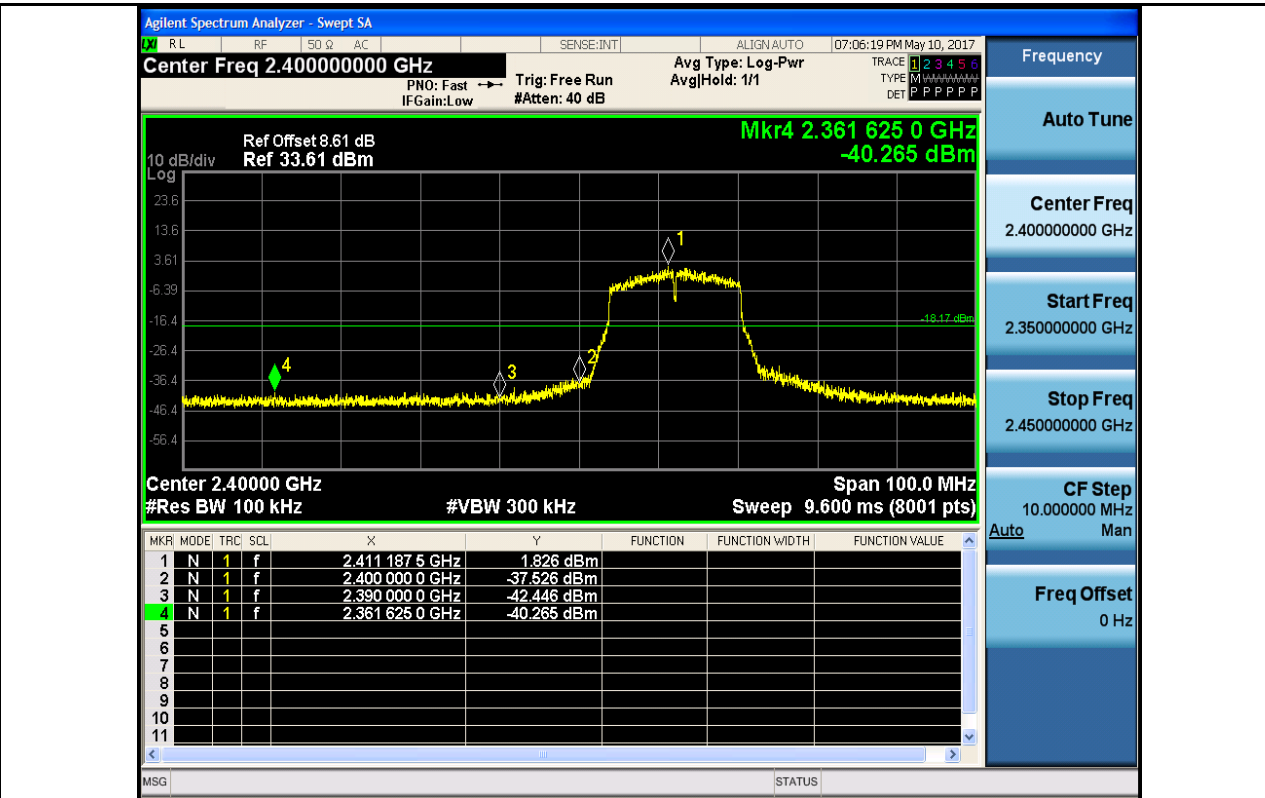 Agilent Spectrum Analyzer - Swept SA
LXI RL RF 50 Ω AC SENSE:INT ALIGN AUTO 07:06:19 PM May 10, 2017
Center Freq 2.400000000 GHz
PNO: Fast
IFGain:Low
Trig: Free Run
#Atten: 40 dB
Avg Type: Log-Pwr
Avg|Hold: 1/1
TRACE 1 2 3 4 5 6
TYPE M
DET P P P P P P
Mkr4 2.361 625 0 GHz
-40.265 dBm
Ref Offset 8.61 dB
10 dB/div Ref 33.61 dBm
Log
23.6
13.6
3.61
-6.39
-16.4
-26.4
-36.4
-46.4
-56.4
1
-18.17 dBm
2
3
4
Center 2.40000 GHz Span 100.0 MHz
#Res BW 100 kHz #VBW 300 kHz Sweep 9.600 ms (8001 pts)
MKR MODE TRC SCL X Y FUNCTION FUNCTION WIDTH FUNCTION VALUE
1 N 1 f 2.411 187 5 GHz 1.826 dBm
2 N 1 f 2.400 000 0 GHz -37.526 dBm
3 N 1 f 2.390 000 0 GHz -42.446 dBm
4 N 1 f 2.361 625 0 GHz -40.265 dBm
5
6
7
8
9
10
11
MSG STATUS
Frequency
Auto Tune
Center Freq
2.400000000 GHz
Start Freq
2.350000000 GHz
Stop Freq
2.450000000 GHz
CF Step
10.000000 MHz
Auto Man
Freq Offset
0 Hz